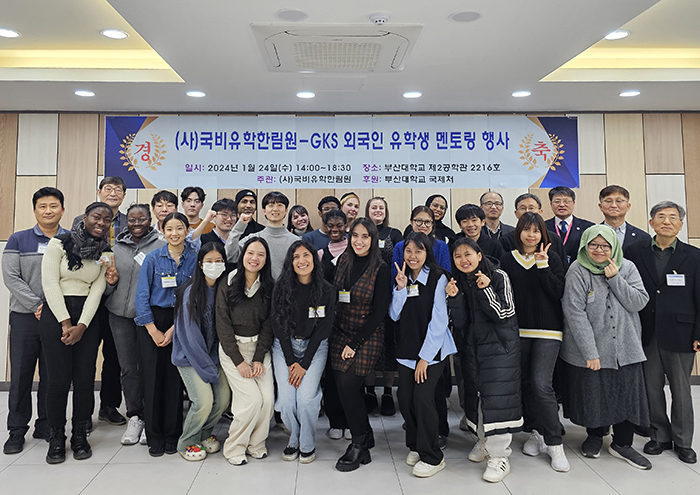 경 축
(사)국비유학한림원-GKS 외국인 유학생 멘토링 행사
일시: 2024년 1월 24일(수) 14:00~18:30 장소: 부산대학교 제2공학관 2216호
주관: (사)국비유학한림원 후원: 부산대학교 국제처